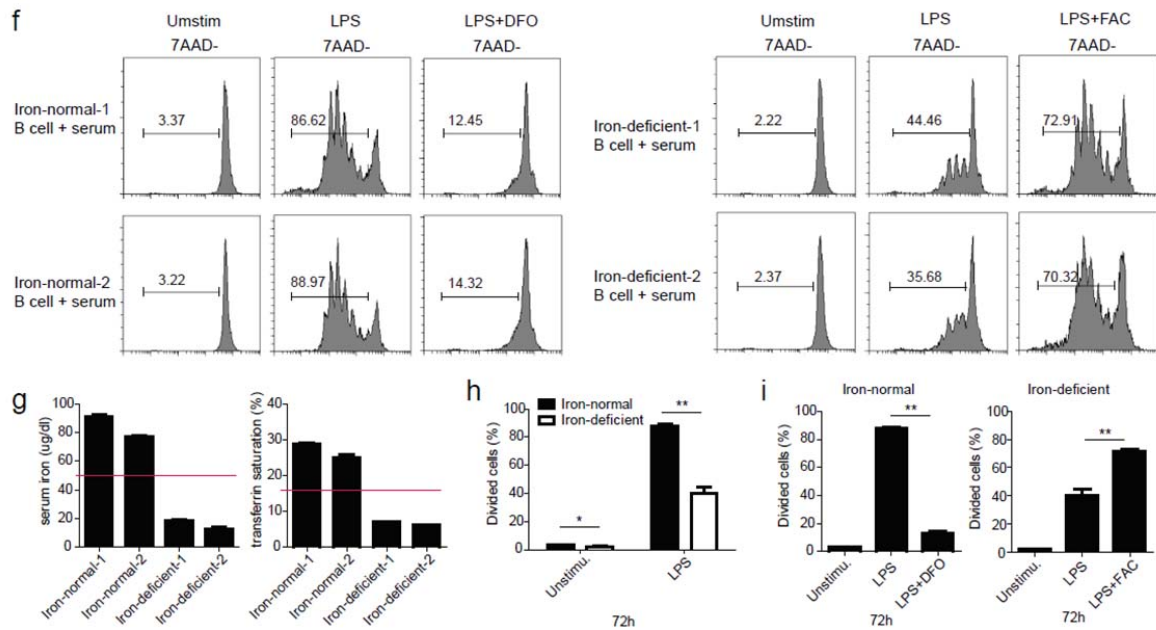 f
Umstim LPS LPS+DFO LPS LPS+FAC
7AAD- 7AAD- 7AAD- 7AAD- 7AAD- 7AAD-
Iron-normal-1
B cell + serum
3.37 86.62 12.45
Iron-deficient-1
B cell + serum
2.22 44.46 72.91
Iron-normal-2
B cell + serum
3.22 88.97 14.32
Iron-deficient-2
B cell + serum
2.37 35.68 70.32
g
serum iron (ug/dl)
100
80
60
40
20
0
Iron-normal-1
Iron-normal-2
Iron-deficient-1
Iron-deficient-2
transferrin saturation (%)
40
30
20
10
0
Iron-normal-1
Iron-normal-2
Iron-deficient-1
Iron-deficient-2
h
Divided cells (%)
100
80
60
40
20
0
Iron-normal
Iron-deficient
*
**
Unstimu.
LPS
72h
i
Iron-normal
Divided cells (%)
100
80
60
40
20
0
**
Unstimu.
LPS
LPS+DFO
72h
Iron-deficient
Divided cells (%)
100
80
60
40
20
0
**
Unstimu.
LPS
LPS+FAC
72h